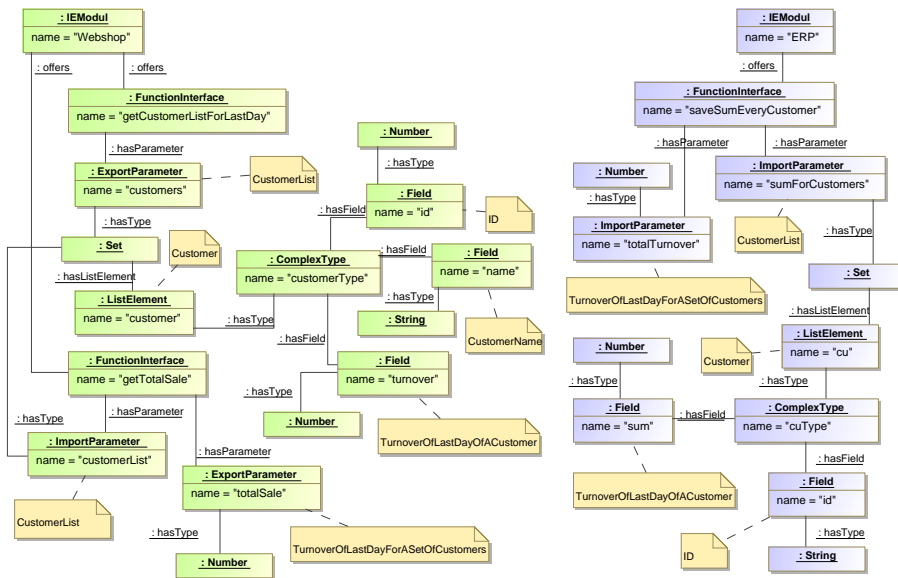 : IEModul
name = "Webshop"
: offers
: offers
: FunctionInterface
name = "getCustomerListForLastDay"
: hasParameter
: ExportParameter
name = "customers"
CustomerList
: hasType
: Set
: hasListElement
Customer
: ListElement
name = "customer"
: hasType
: Number
: hasType
: Field
name = "id"
ID
: hasField
: ComplexType
name = "customerType"
: hasField
: Field
name = "name"
: hasType
: String
CustomerName
: hasField
: Field
name = "turnover"
: hasType
: Number
TurnoverOfLastDayOfACustomer
: FunctionInterface
name = "getTotalSale"
: hasParameter
: hasType
: ImportParameter
name = "customerList"
CustomerList
: hasParameter
: ExportParameter
name = "totalSale"
: hasType
: Number
TurnoverOfLastDayForASetOfCustomers
: IEModul
name = "ERP"
: offers
: FunctionInterface
name = "saveSumEveryCustomer"
: hasParameter
: hasParameter
: Number
: hasType
: ImportParameter
name = "totalTurnover"
TurnoverOfLastDayForASetOfCustomers
: ImportParameter
name = "sumForCustomers"
CustomerList
: hasType
: Set
: hasListElement
: ListElement
name = "cu"
Customer
: hasType
: Number
: hasType
: Field
name = "sum"
: hasField
: ComplexType
name = "cuType"
TurnoverOfLastDayOfACustomer
: hasField
: Field
name = "id"
ID
: hasType
: String